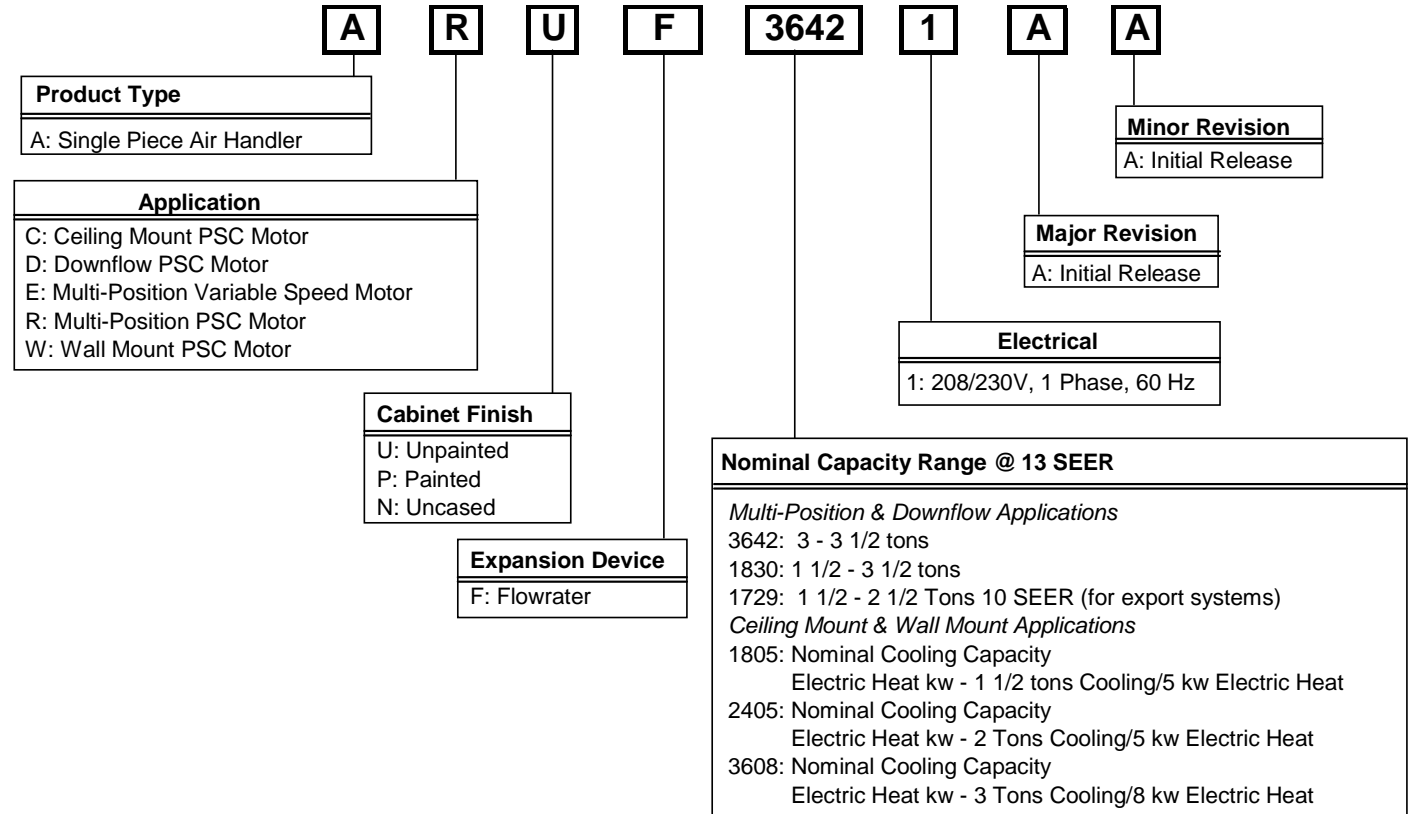 A R U F 3642 1 A A
Product Type
A: Single Piece Air Handler
Minor Revision
A: Initial Release
Application
C: Ceiling Mount PSC Motor
D: Downflow PSC Motor
E: Multi-Position Variable Speed Motor
R: Multi-Position PSC Motor
W: Wall Mount PSC Motor
Major Revision
A: Initial Release
Electrical
1: 208/230V, 1 Phase, 60 Hz
Cabinet Finish
U: Unpainted
P: Painted
N: Uncased
Expansion Device
F: Flowrater
Nominal Capacity Range @ 13 SEER
Multi-Position & Downflow Applications
3642: 3 - 3 1/2 tons
1830: 1 1/2 - 3 1/2 tons
1729: 1 1/2 - 2 1/2 Tons 10 SEER (for export systems)
Ceiling Mount & Wall Mount Applications
1805: Nominal Cooling Capacity
Electric Heat kw - 1 1/2 tons Cooling/5 kw Electric Heat
2405: Nominal Cooling Capacity
Electric Heat kw - 2 Tons Cooling/5 kw Electric Heat
3608: Nominal Cooling Capacity
Electric Heat kw - 3 Tons Cooling/8 kw Electric Heat